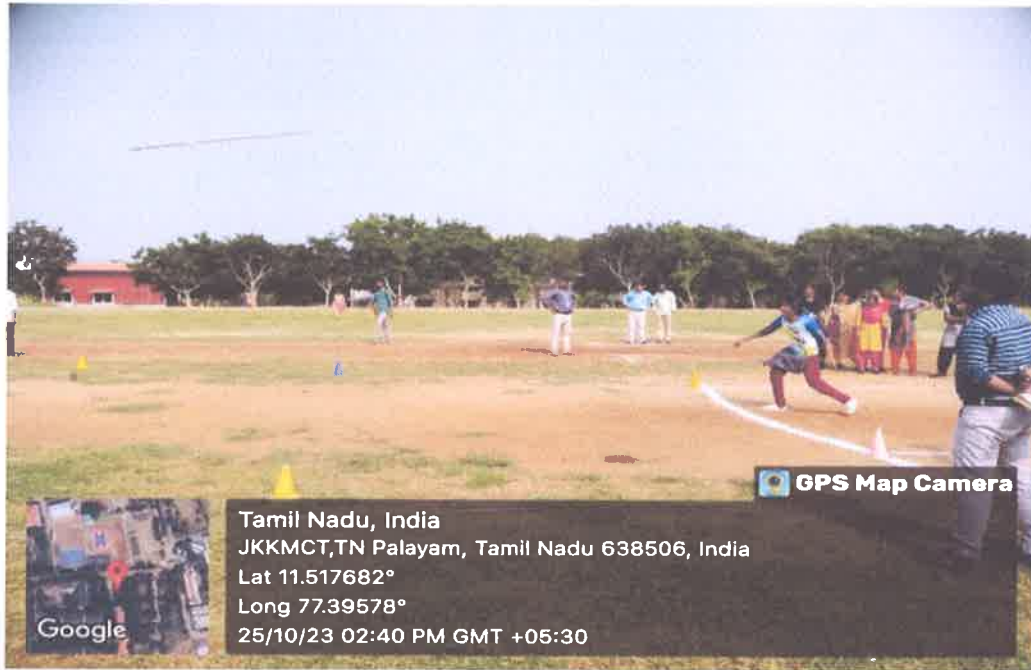 GPS Map Camera
Tamil Nadu, India
JKKMCT,TN Palayam, Tamil Nadu 638506, India
Lat 11.517682°
Long 77.39578°
25/10/23 02:40 PM GMT +05:30
Google